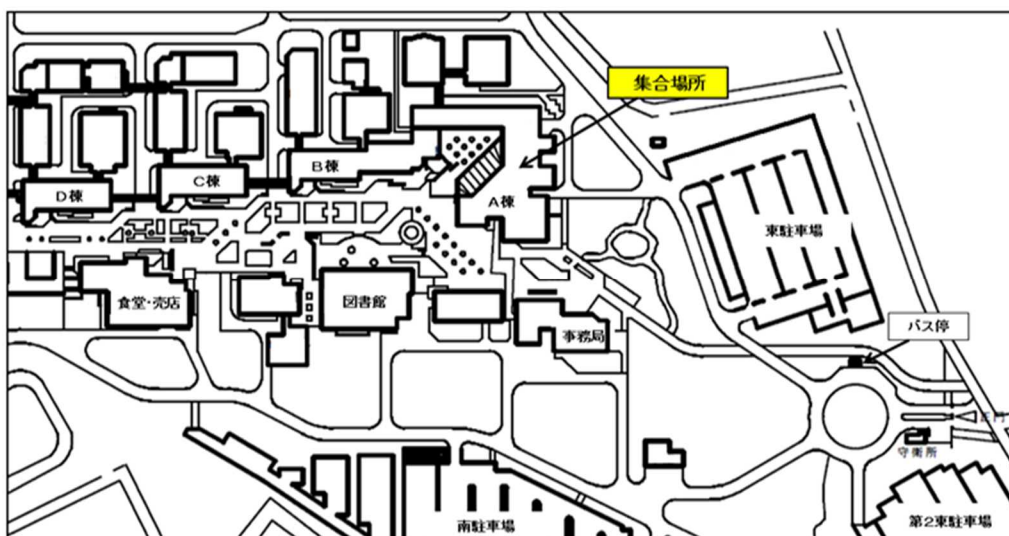 集合場所
B棟
C棟
D棟
A棟
東駐車場
食堂・売店
図書館
事務局
バス停
正門
守衛所
南駐車場
第2東駐車場